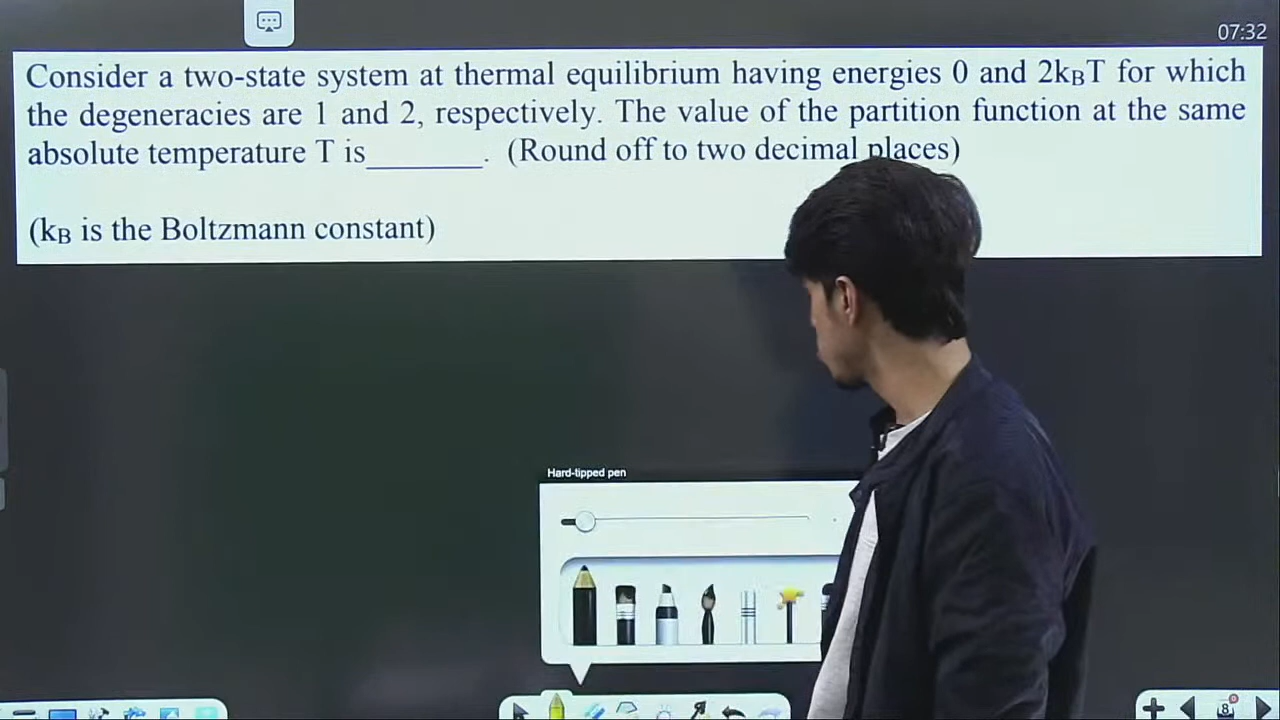 07:32
Consider a two-state system at thermal equilibrium having energies 0 and 2kBT for which
the degeneracies are 1 and 2, respectively. The value of the partition function at the same
absolute temperature T is_______. (Round off to two decimal places)
(kB is the Boltzmann constant)
Hard-tipped pen
8